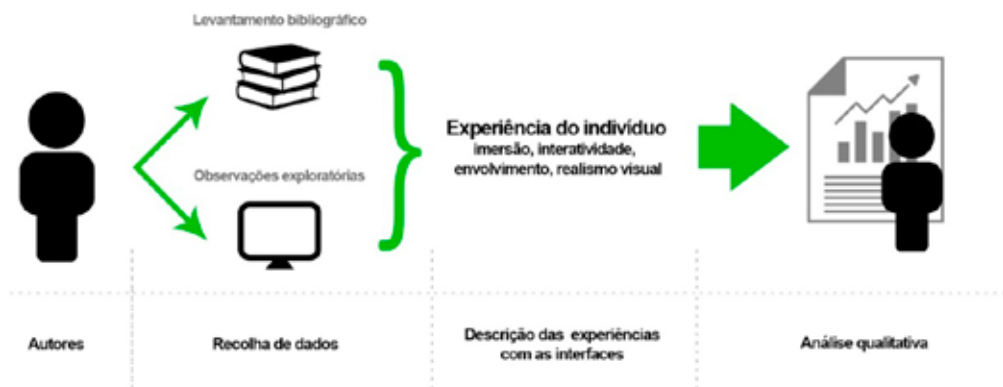 Levantamento bibliográfico
Observações exploratórias
Experiência do indivíduo
imersão, interatividade,
envolvimento, realismo visual
Autores
Recolha de dados
Descrição das experiências
com as interfaces
Análise qualitativa